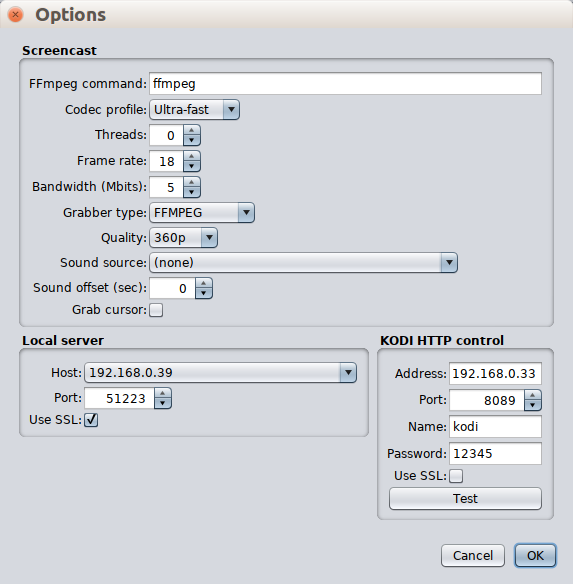 Options
Screencast
FFmpeg command: ffmpeg
Codec profile: Ultra-fast
Threads: 0
Frame rate: 18
Bandwidth (Mbits): 5
Grabber type: FFMPEG
Quality: 360p
Sound source: (none)
Sound offset (sec): 0
Grab cursor:
Local server
Host: 192.168.0.39
Port: 51223
Use SSL:
KODI HTTP control
Address: 192.168.0.33
Port: 8089
Name: kodi
Password: 12345
Use SSL:
Test
Cancel OK